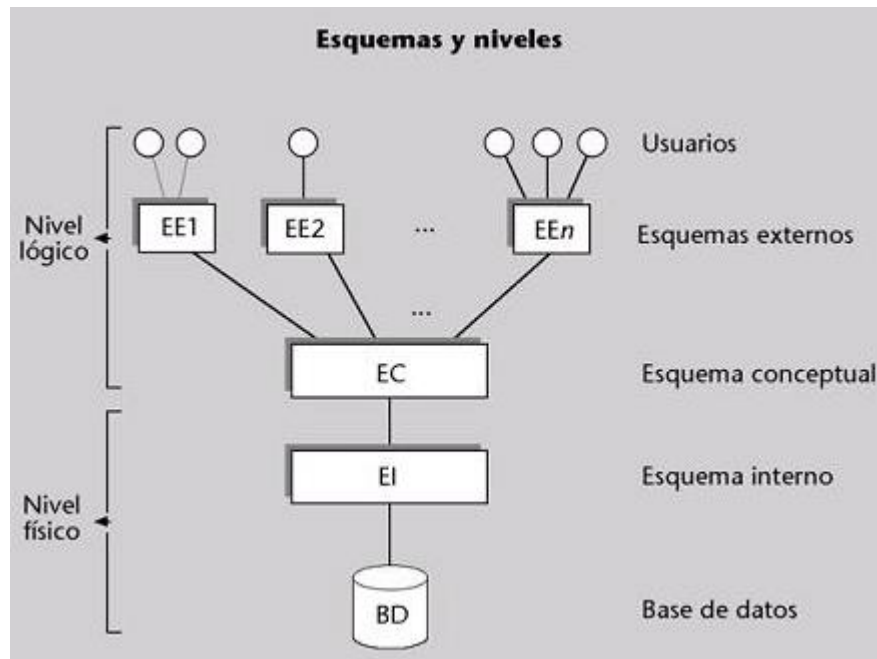 Esquemas y niveles
Usuarios
Nivel
lógico
EE1
EE2
...
EEn
Esquemas externos
...
EC
Esquema conceptual
Nivel
físico
EI
Esquema interno
BD
Base de datos